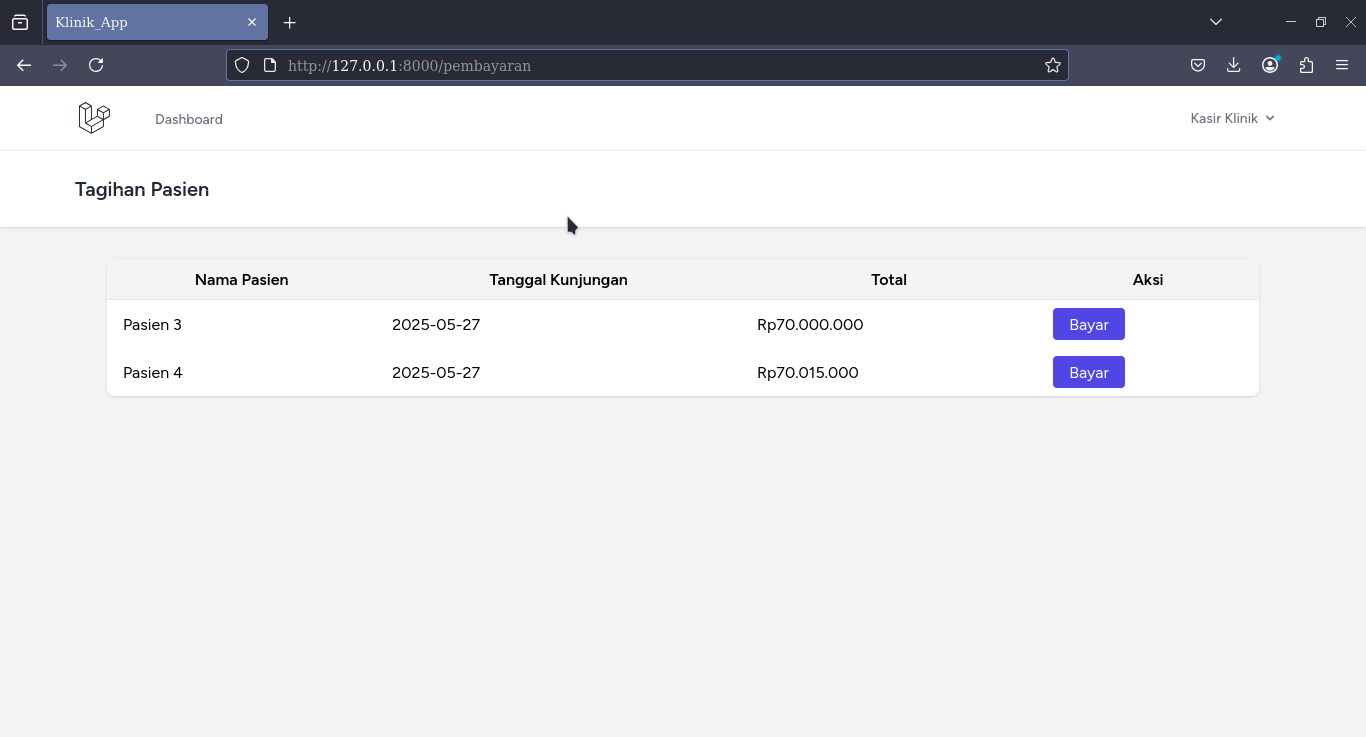 Klinik_App
http://127.0.0.1:8000/pembayaran
Dashboard
Kasir Klinik
Tagihan Pasien
Nama Pasien Tanggal Kunjungan Total Aksi
Pasien 3 2025-05-27 Rp70.000.000 Bayar
Pasien 4 2025-05-27 Rp70.015.000 Bayar